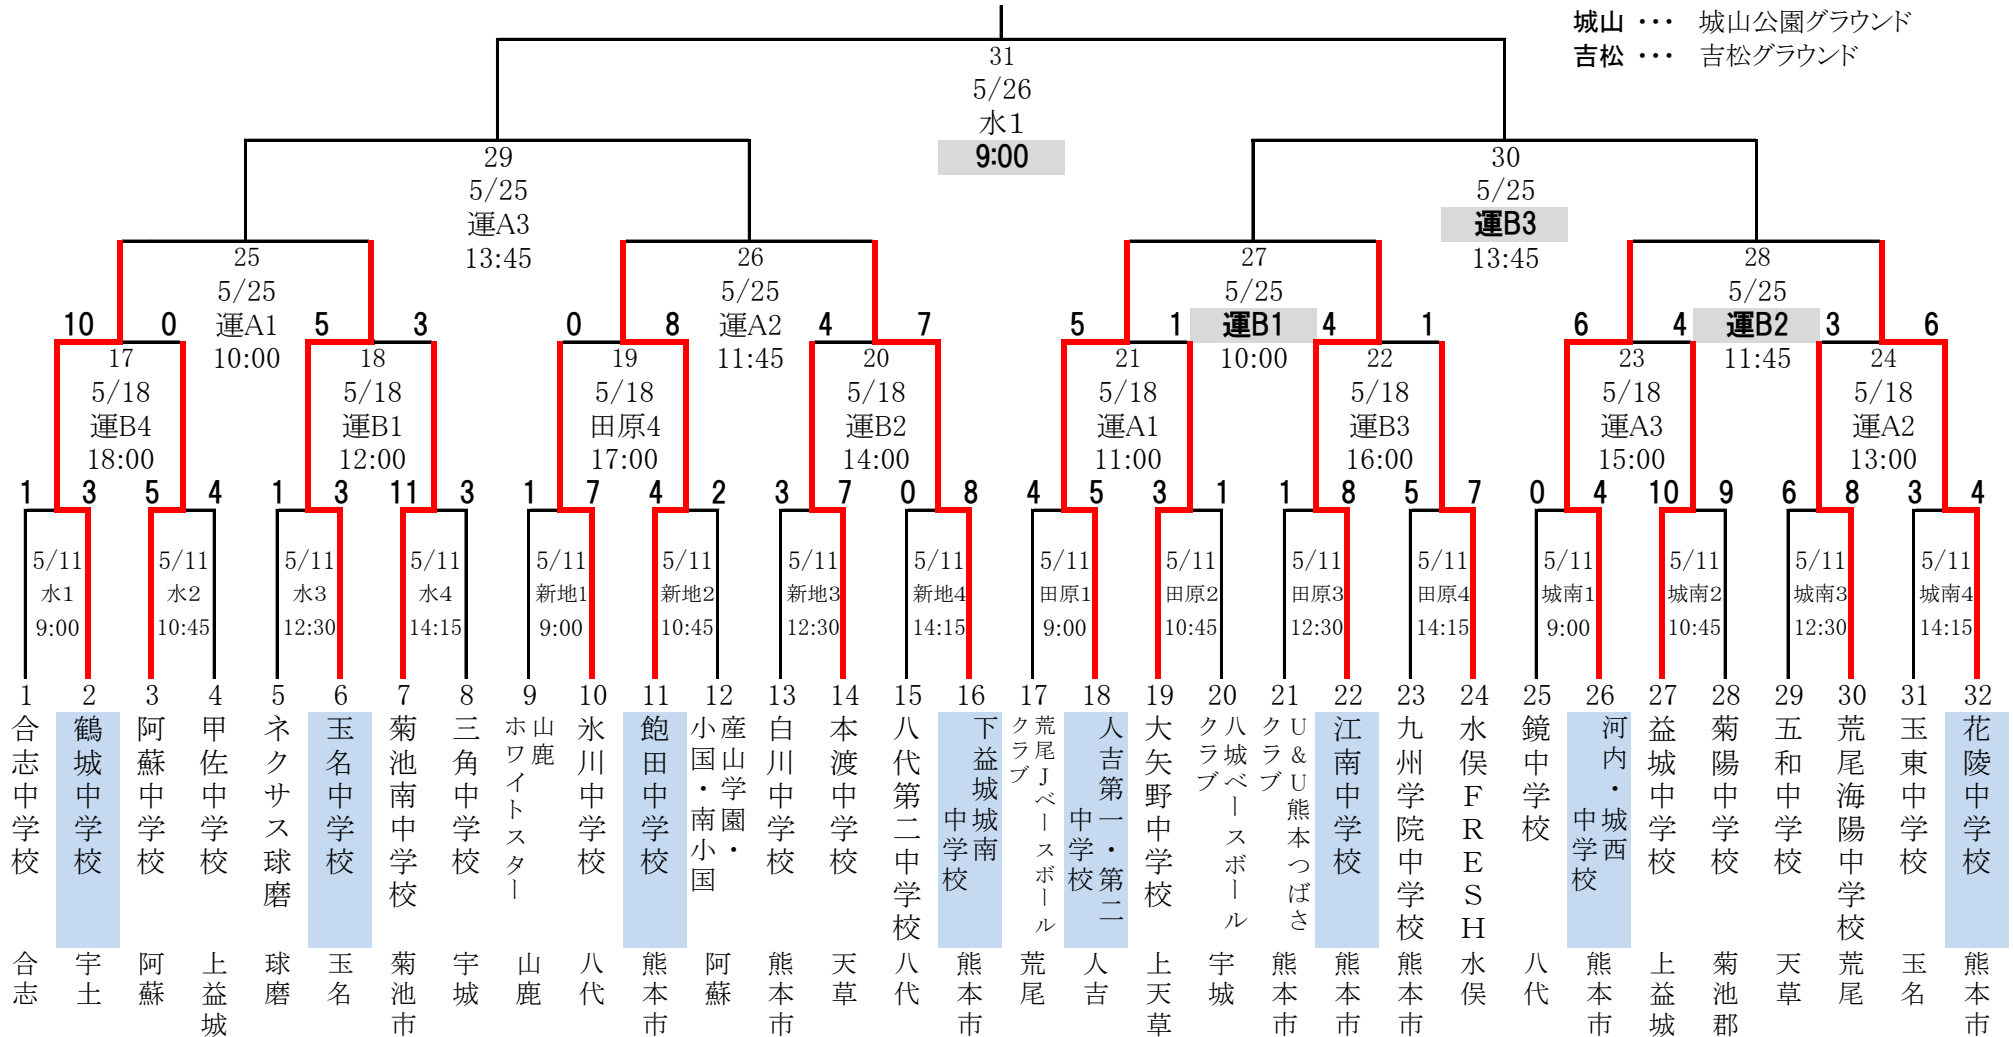 城山 ・・・ 城山公園グラウンド
吉松 ・・・ 吉松グラウンド
31
5/26
水1
9:00
29
5/25
運A3
13:45
30
5/25
運B3
13:45
25
5/25
運A1
10:00
26
5/25
運A2
11:45
27
5/25
運B1
10:00
28
5/25
運B2
11:45
10 0 5 3 0 8 4 7 5 1 4 1 6 4 3 6
17
5/18
運B4
18:00
18
5/18
運B1
12:00
19
5/18
田原4
17:00
20
5/18
運B2
14:00
21
5/18
運A1
11:00
22
5/18
運B3
16:00
23
5/18
運A3
15:00
24
5/18
運A2
13:00
1 3 5 4 1 3 11 3 1 7 4 2 3 7 0 8 4 5 3 1 1 8 5 7 0 4 10 9 6 8 3 4
5/11
水1
9:00
5/11
水2
10:45
5/11
水3
12:30
5/11
水4
14:15
5/11
新地1
9:00
5/11
新地2
10:45
5/11
新地3
12:30
5/11
新地4
14:15
5/11
田原1
9:00
5/11
田原2
10:45
5/11
田原3
12:30
5/11
田原4
14:15
5/11
城南1
9:00
5/11
城南2
10:45
5/11
城南3
12:30
5/11
城南4
14:15
1 2 3 4 5 6 7 8 9 10 11 12 13 14 15 16 17 18 19 20 21 22 23 24 25 26 27 28 29 30 31 32
合志中学校
鶴城中学校
阿蘇中学校
甲佐中学校
ネクサス球磨
玉名中学校
菊池南中学校
三角中学校
山鹿
ホワイトスター
氷川中学校
飽田中学校
産山学園・
小国・南小国
白川中学校
本渡中学校
八代第二中学校
下益城城南
中学校
荒尾Jベースボール
クラブ
人吉第一・第二
中学校
大矢野中学校
八城ベースボール
クラブ
U&U熊本つばさ
クラブ
江南中学校
九州学院中学校
水俣FRESH
鏡中学校
河内・城西
中学校
益城中学校
菊陽中学校
五和中学校
荒尾海陽中学校
玉東中学校
花陵中学校
合志
宇土
阿蘇
上益城
球磨
玉名
菊池市
宇城
山鹿
八代
熊本市
阿蘇
熊本市
天草
八代
熊本市
荒尾
人吉
上天草
宇城
熊本市
熊本市
熊本市
水俣
八代
熊本市
上益城
菊池郡
天草
荒尾
玉名
熊本市